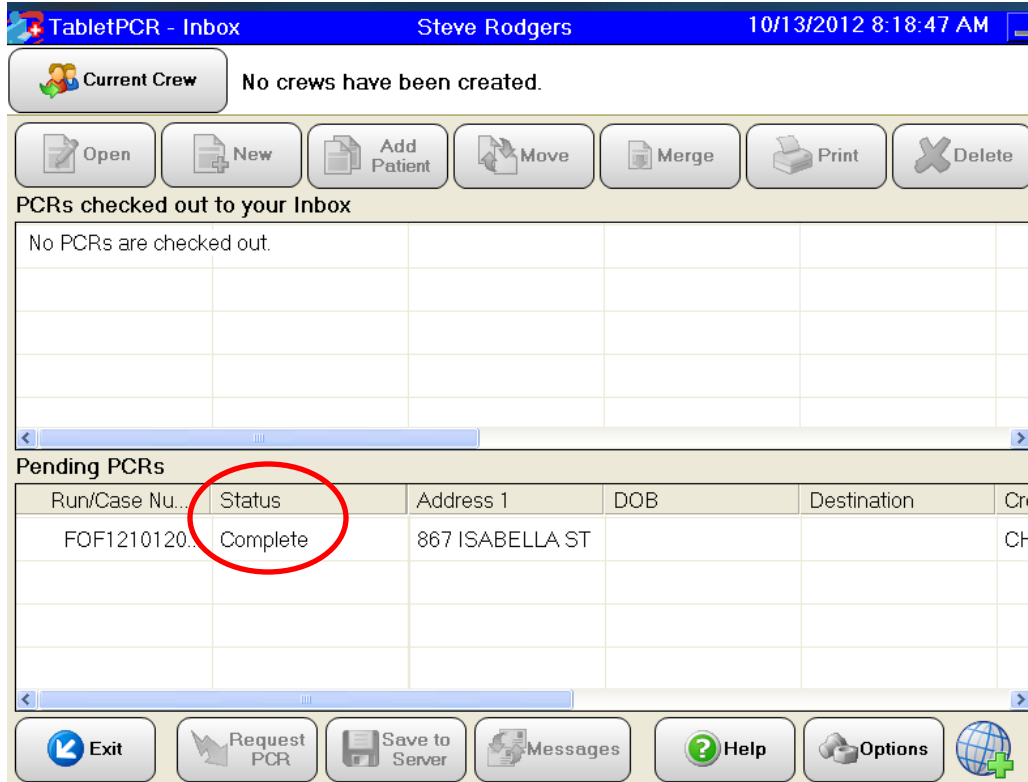 TabletPCR - Inbox Steve Rodgers 10/13/2012 8:18:47 AM
Current Crew No crews have been created.
Open New Add Patient Move Merge Print Delete
PCRs checked out to your Inbox
No PCRs are checked out.
Pending PCRs
Run/Case Nu... Status Address 1 DOB Destination Cr
FOF1210120... Complete 867 ISABELLA ST CH
Exit Request PCR Save to Server Messages Help Options